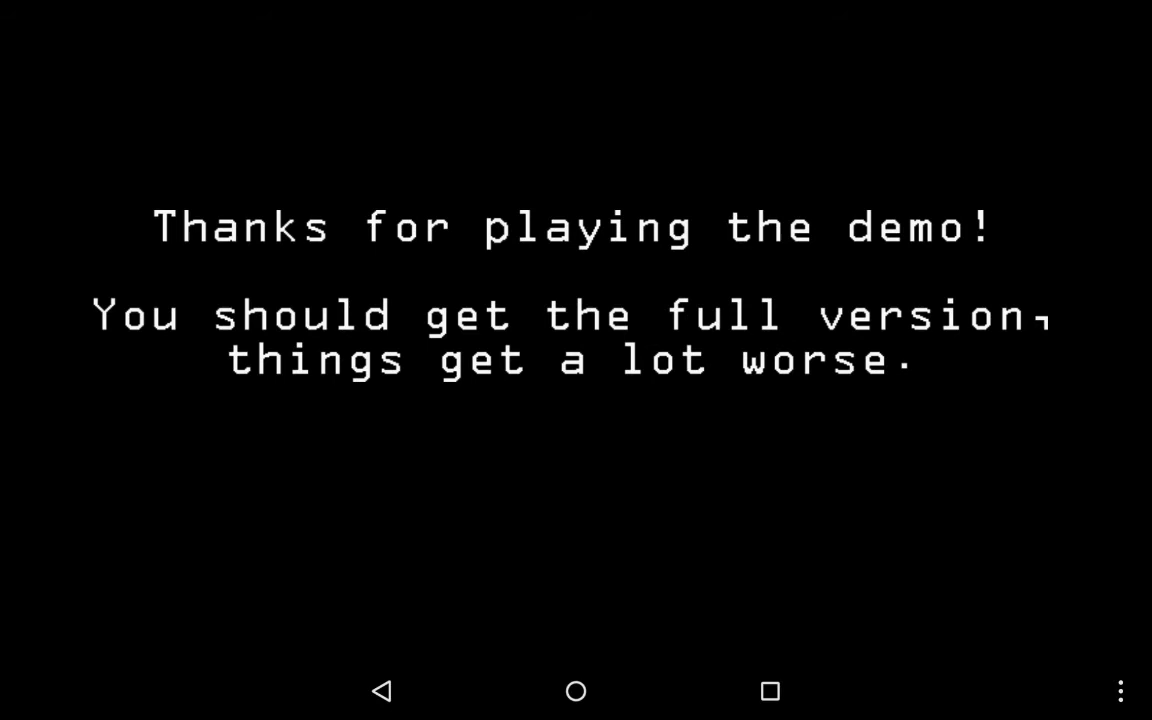 Thanks for playing the demo!
You should get the full version,
things get a lot worse.